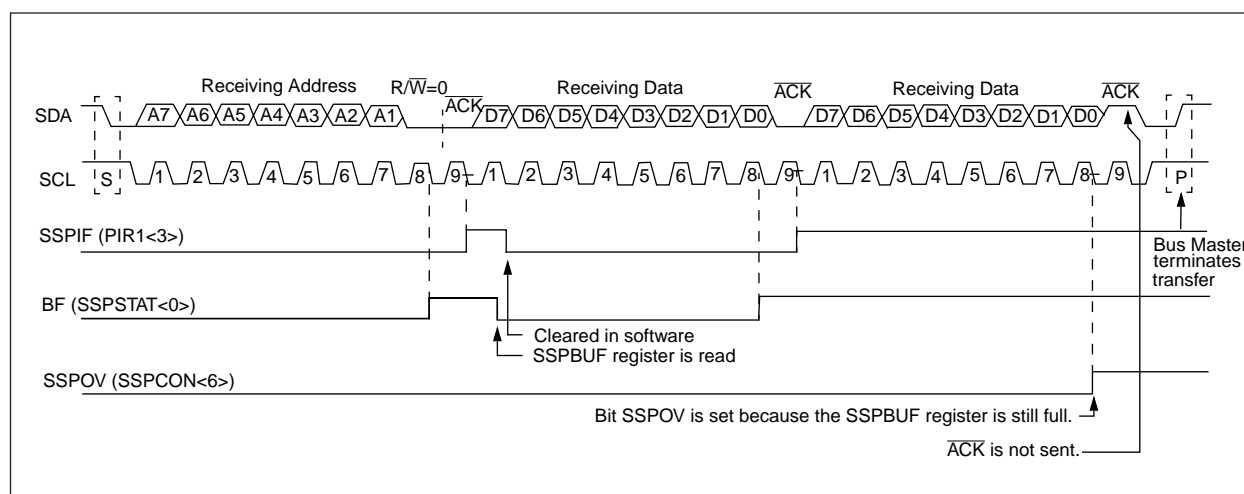 Receiving Address R/W̅=0 Receiving Data Receiving Data
A̅C̅K̅ A̅C̅K̅ A̅C̅K̅
SDA A7 A6 A5 A4 A3 A2 A1 D7 D6 D5 D4 D3 D2 D1 D0 D7 D6 D5 D4 D3 D2 D1 D0
SCL S 1 2 3 4 5 6 7 8 9 1 2 3 4 5 6 7 8 9 1 2 3 4 5 6 7 8 9 P
SSPIF (PIR1<3>)
Bus Master
terminates
transfer
BF (SSPSTAT<0>)
Cleared in software
SSPBUF register is read
SSPOV (SSPCON<6>)
Bit SSPOV is set because the SSPBUF register is still full.
A̅C̅K̅ is not sent.